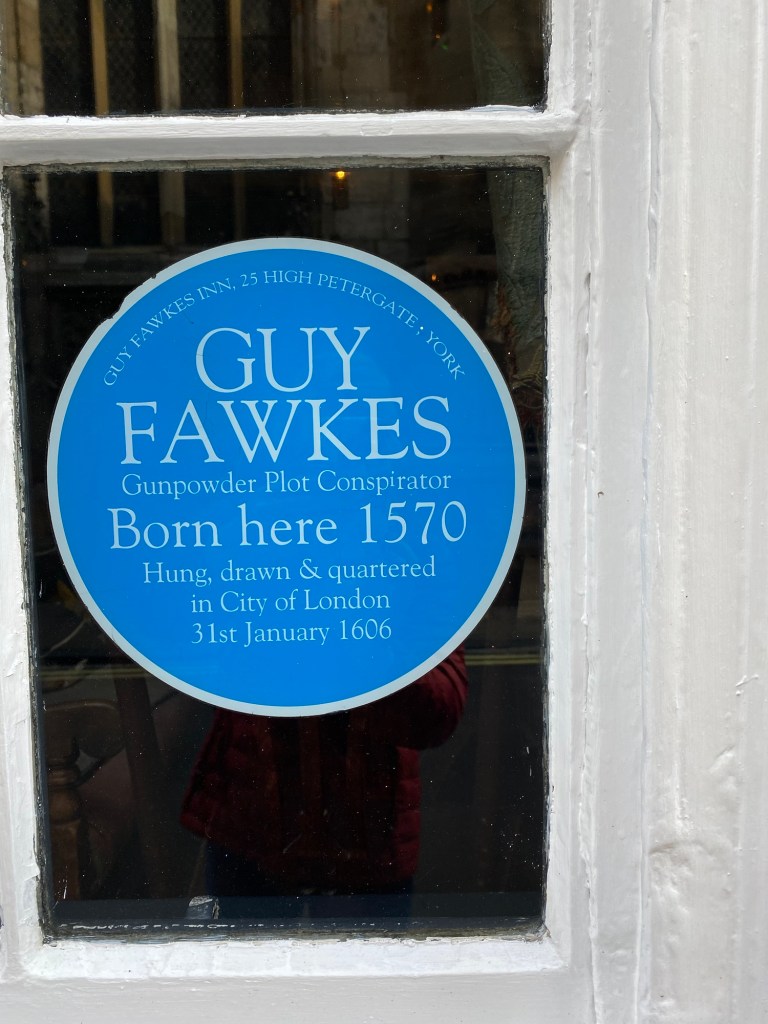 GUY FAWKES INN, 25 HIGH PETERGATE, YORK
GUY
FAWKES
Gunpowder Plot Conspirator
Born here 1570
Hung, drawn & quartered
in City of London
31st January 1606